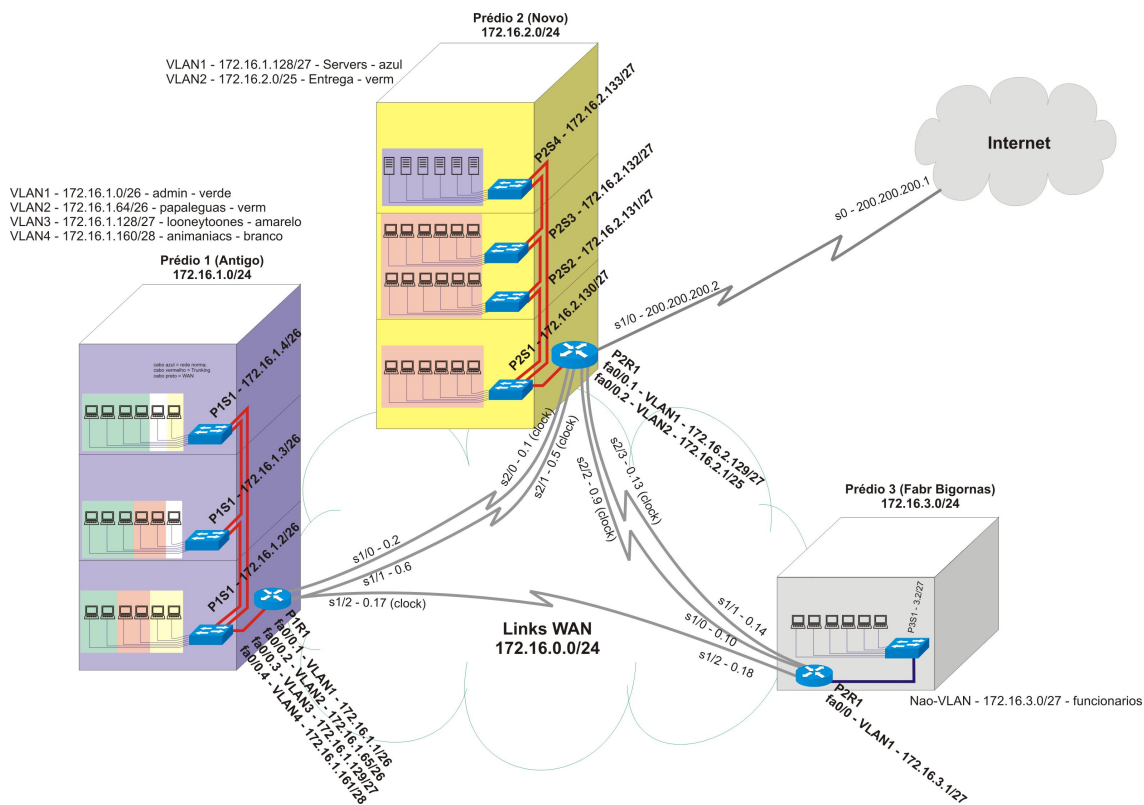 Prédio 2 (Novo)
172.16.2.0/24
VLAN1 - 172.16.1.128/27 - Servers - azul
VLAN2 - 172.16.2.0/25 - Entrega - verm
P2S4 - 172.16.2.133/27
P2S3 - 172.16.2.132/27
P2S2 - 172.16.2.131/27
P2S1 - 172.16.2.130/27
Internet
s0 - 200.200.200.1
s1/0 - 200.200.200.2
VLAN1 - 172.16.1.0/26 - admin - verde
VLAN2 - 172.16.1.64/26 - papaleguas - verm
VLAN3 - 172.16.1.128/27 - looneytoones - amarelo
VLAN4 - 172.16.1.160/28 - animaniacs - branco
Prédio 1 (Antigo)
172.16.1.0/24
cabo azul = rede norma;
cabo vermelho = Trunking
cabo preto = WAN
P1S1 - 172.16.1.4/26
P1S1 - 172.16.1.3/26
P1S1 - 172.16.1.2/26
P2R1
fa0/0.1 - VLAN1 - 172.16.2.129/27
fa0/0.2 - VLAN2 - 172.16.2.1/25
s2/0 - 0.1 (clock)
s2/1 - 0.5 (clock)
s2/3 - 0.13 (clock)
s2/2 - 0.9 (clock)
s1/0 - 0.2
s1/1 - 0.6
s1/2 - 0.17 (clock)
P1R1
fa0/0.1 - VLAN1 - 172.16.1.1/26
fa0/0.2 - VLAN2 - 172.16.1.65/26
fa0/0.3 - VLAN3 - 172.16.1.129/27
fa0/0.4 - VLAN4 - 172.16.1.161/28
Links WAN
172.16.0.0/24
s1/1 - 0.14
s1/0 - 0.10
s1/2 - 0.18
Prédio 3 (Fabr Bigornas)
172.16.3.0/24
P3S1 - 3.2/27
P2R1
fa0/0 - VLAN1 - 172.16.3.1/27
Nao-VLAN - 172.16.3.0/27 - funcionarios